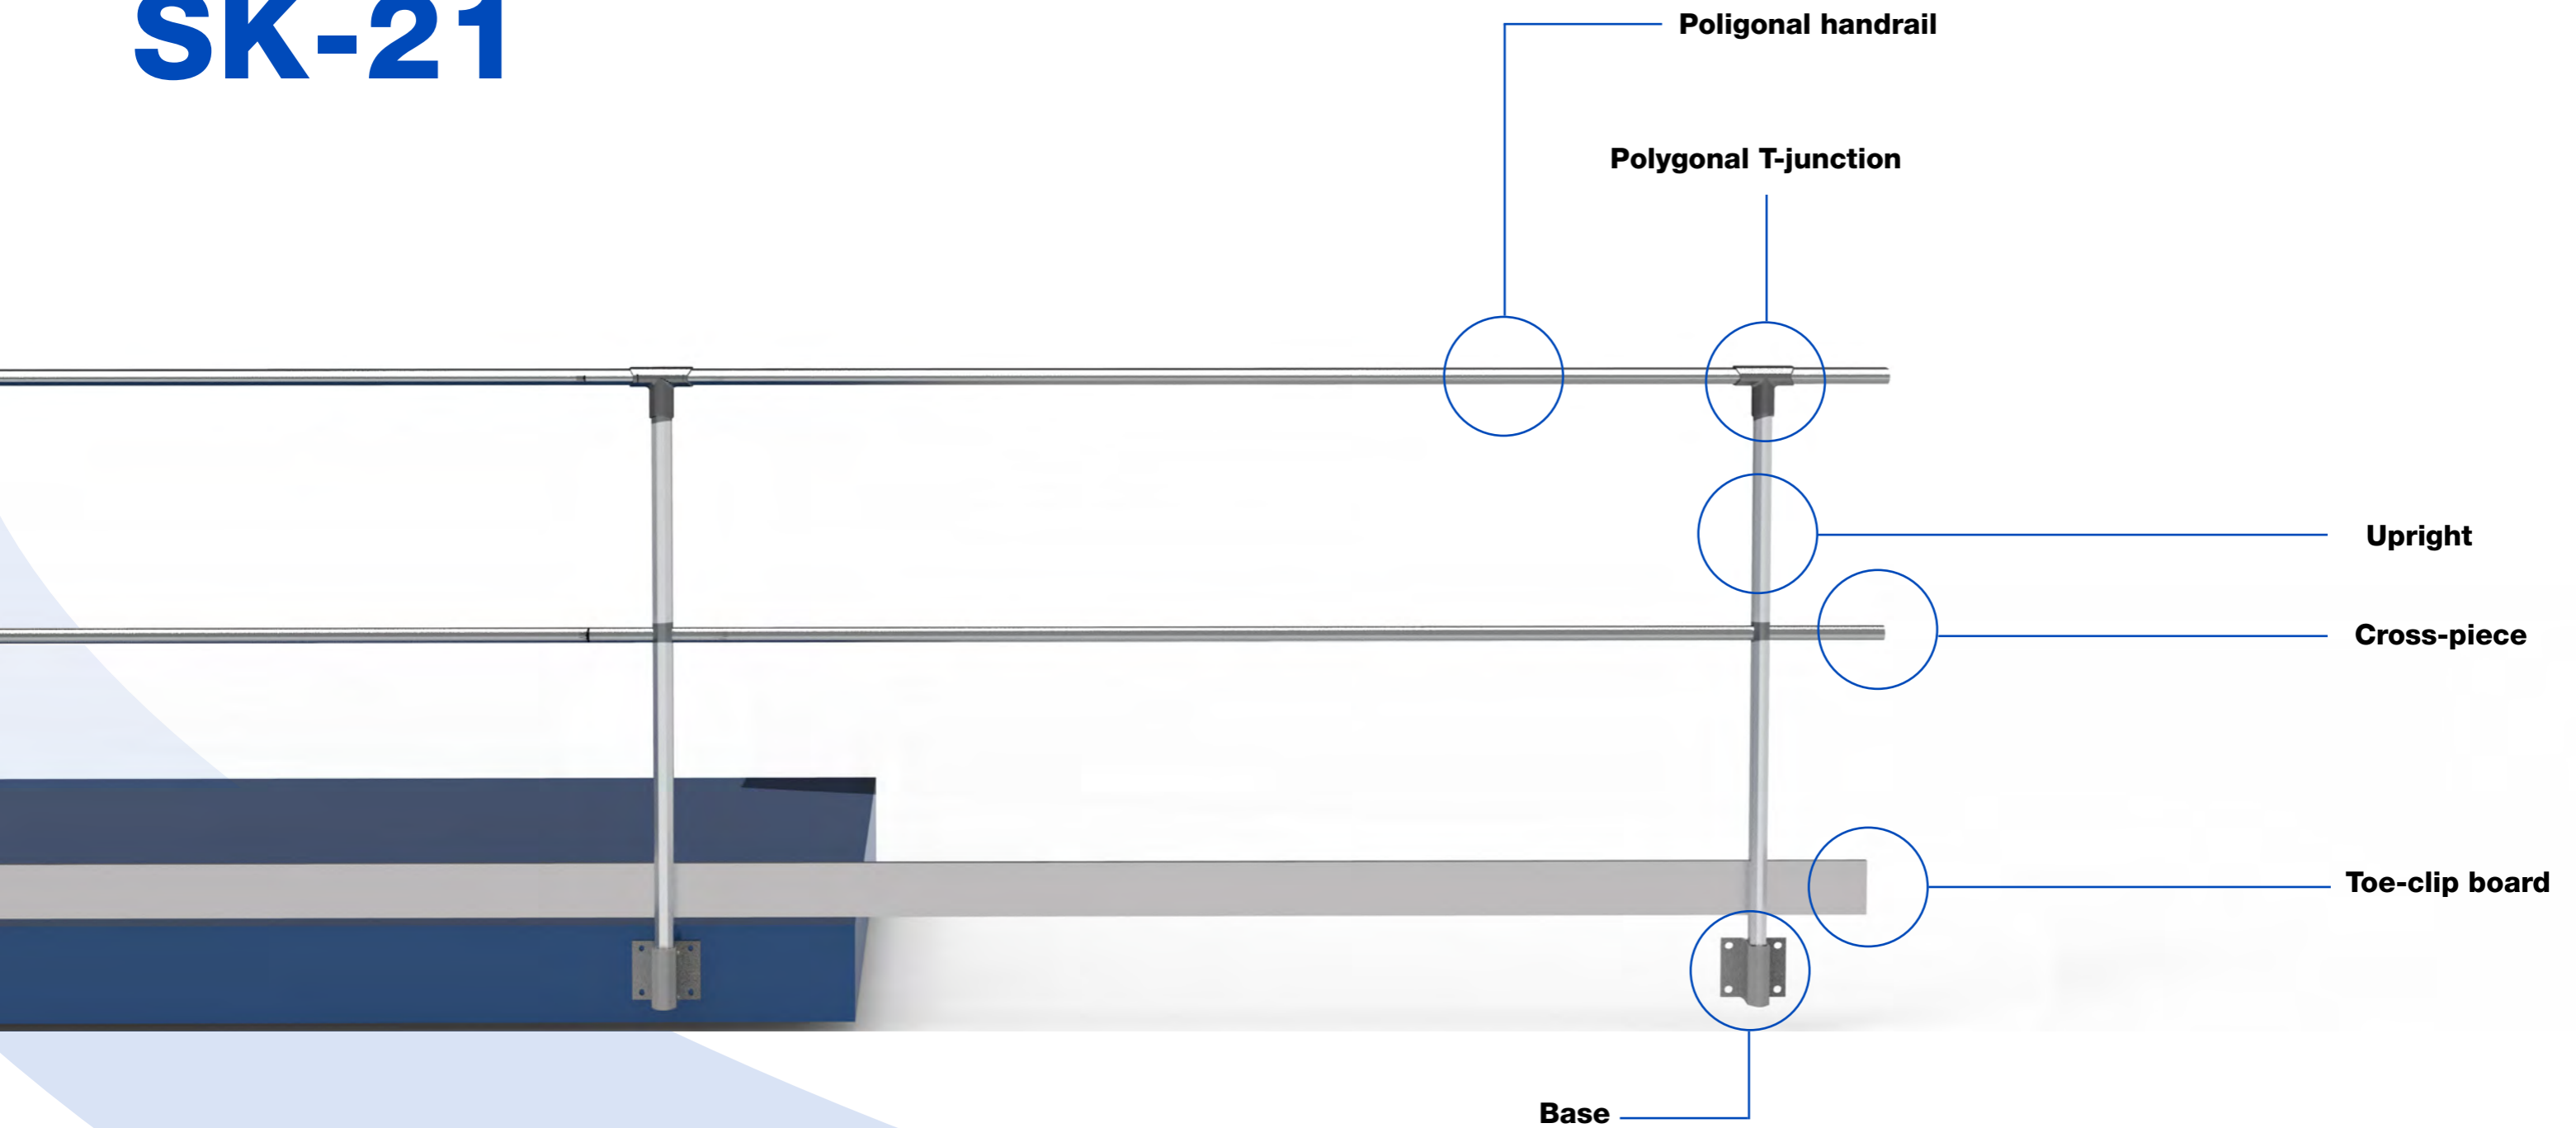 SK-21
Poligonal handrail
Polygonal T-junction
Upright
Cross-piece
Toe-clip board
Base